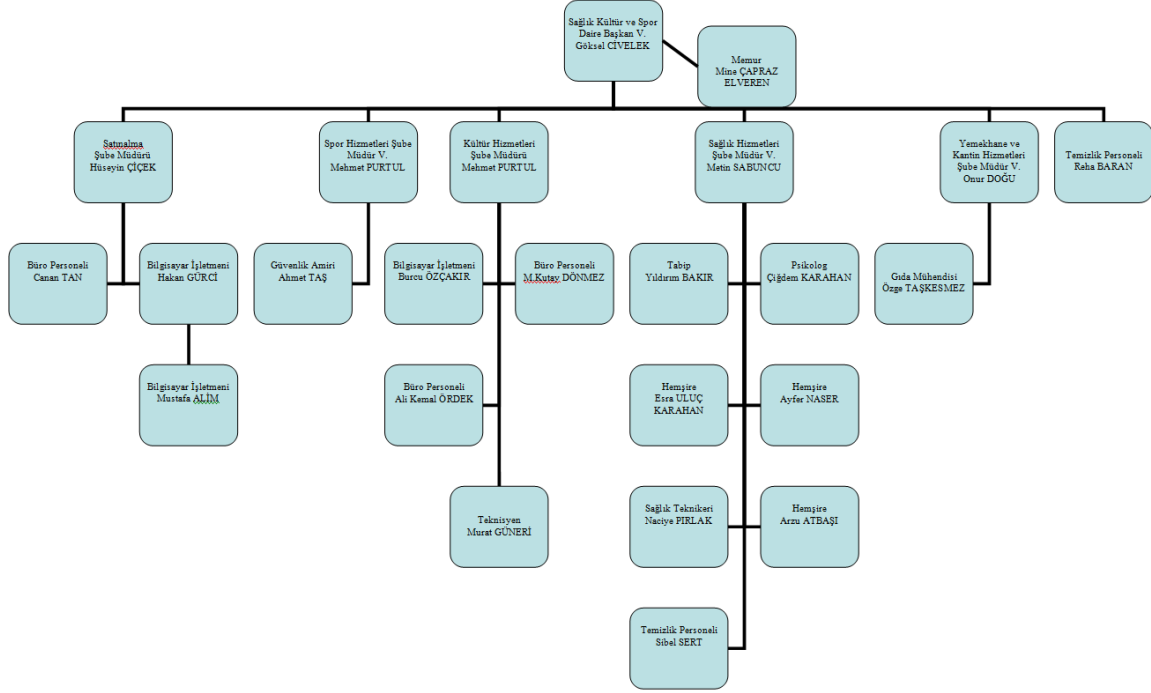 Sağlık Kültür ve Spor
Daire Başkan V.
Göksel CİVELEK
Memur
Mine ÇAPRAZ
ELVEREN
Satınalma
Şube Müdürü
Hüseyin ÇİÇEK
Spor Hizmetleri Şube
Müdür V.
Mehmet PURTUL
Kültür Hizmetleri
Şube Müdürü
Mehmet PURTUL
Sağlık Hizmetleri
Şube Müdür V.
Metin SABUNCU
Yemekhane ve
Kantin Hizmetleri
Şube Müdür V.
Onur DOĞU
Temizlik Personeli
Reha BARAN
Büro Personeli
Canan TAN
Bilgisayar İşletmeni
Hakan GÜRCİ
Güvenlik Amiri
Ahmet TAŞ
Bilgisayar İşletmeni
Burcu ÖZÇAKIR
Büro Personeli
M.Kutay DÖNMEZ
Tabip
Yıldırım BAKIR
Psikolog
Çiğdem KARAHAN
Gıda Mühendisi
Özge TAŞKESMEZ
Bilgisayar İşletmeni
Mustafa ALİM
Büro Personeli
Ali Kemal ÖRDEK
Hemşire
Esra ULUÇ
KARAHAN
Hemşire
Ayfer NASER
Teknisyen
Murat GÜNERİ
Sağlık Teknikeri
Naciye PIRLAK
Hemşire
Arzu ATBAŞI
Temizlik Personeli
Sibel SERT